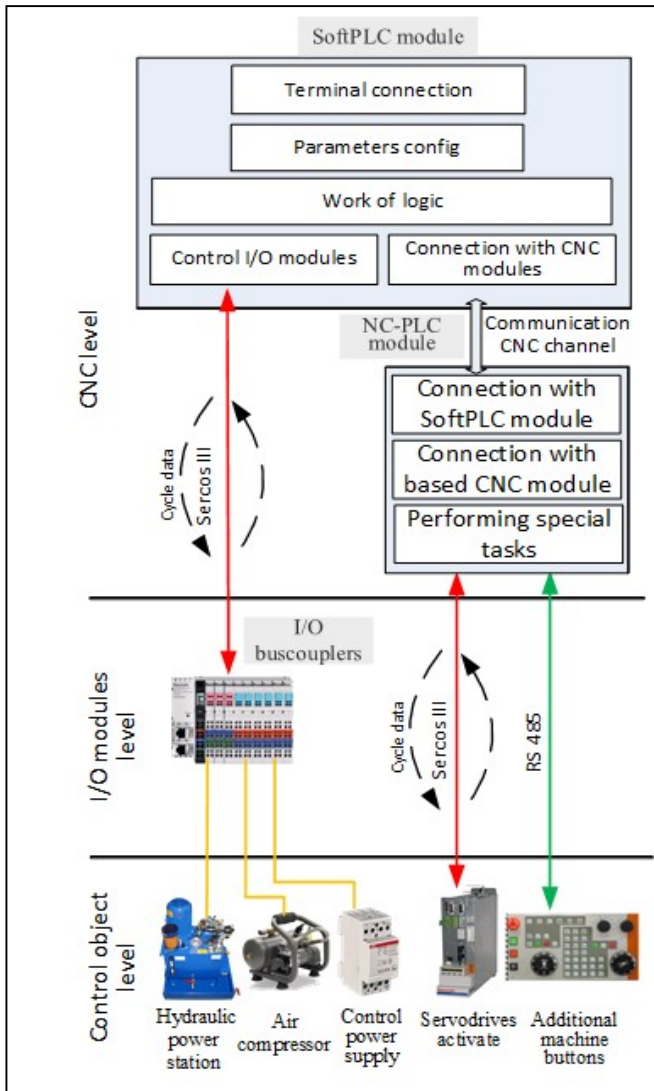 SoftPLC module
Terminal connection
Parameters config
Work of logic
Control I/O modules
Connection with CNC
modules
NC-PLC
module
Communication
CNC channel
Connection with
SoftPLC module
Connection with
based CNC module
Performing special
tasks
CNC level
Cycle data
Sercos III
I/O
buscouplers
I/O modules
level
Cycle data
Sercos III
RS 485
Control object
level
Hydraulic
power
station
Air
compressor
Control
power
supply
Servodrives
activate
Additional
machine
buttons